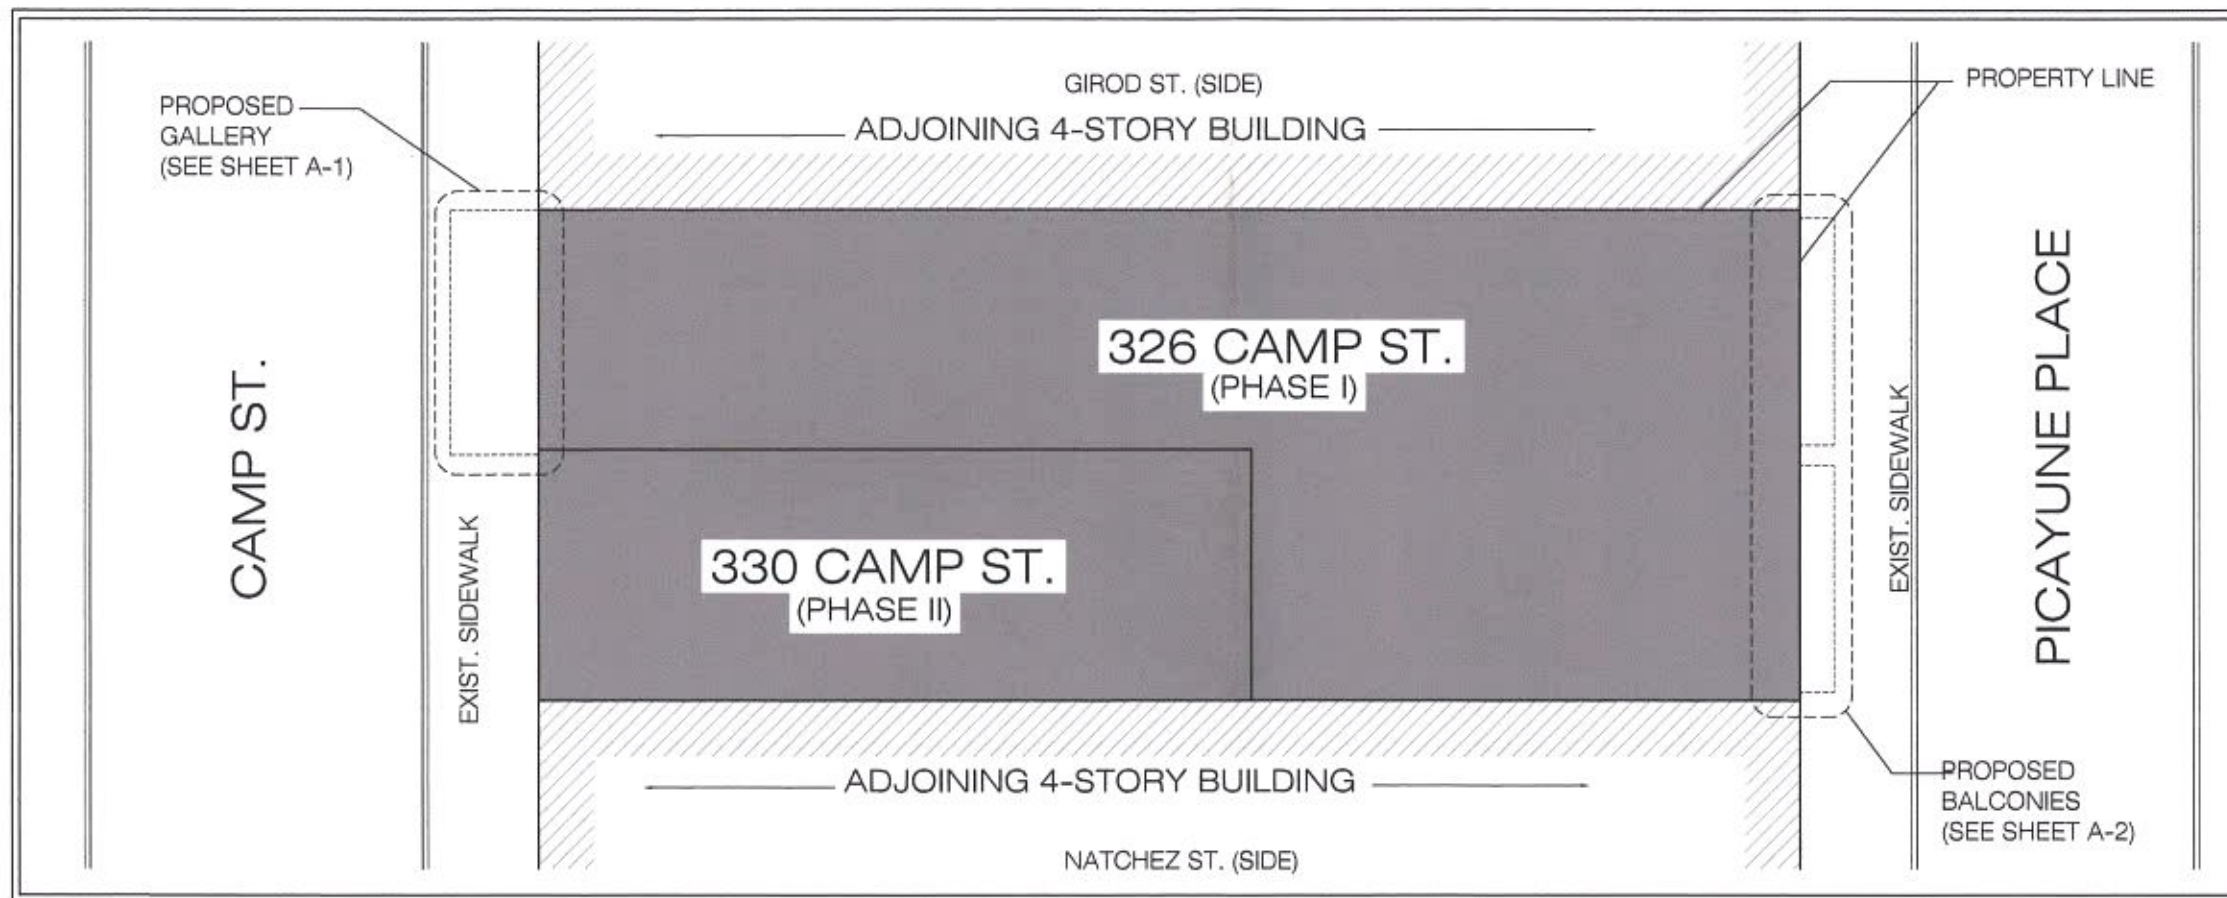 GIROD ST. (SIDE)
ADJOINING 4-STORY BUILDING
PROPERTY LINE
PROPOSED
GALLERY
(SEE SHEET A-1)
CAMP ST.
EXIST. SIDEWALK
326 CAMP ST.
(PHASE I)
330 CAMP ST.
(PHASE II)
EXIST. SIDEWALK
PICAYUNE PLACE
PROPOSED
BALCONIES
(SEE SHEET A-2)
ADJOINING 4-STORY BUILDING
NATCHEZ ST. (SIDE)